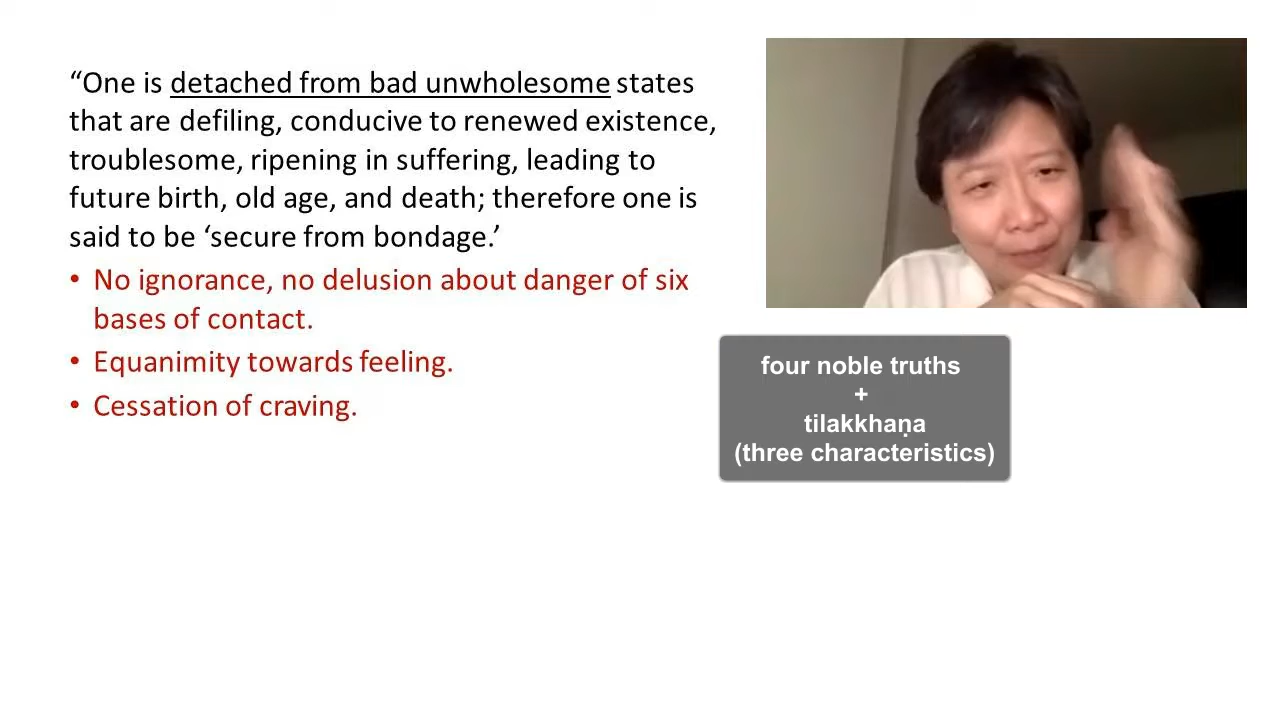 “One is detached from bad unwholesome states
that are defiling, conducive to renewed existence,
troublesome, ripening in suffering, leading to
future birth, old age, and death; therefore one is
said to be ‘secure from bondage.’
• No ignorance, no delusion about danger of six
bases of contact.
• Equanimity towards feeling.
• Cessation of craving.
four noble truths
+
tilakkhaṇa
(three characteristics)